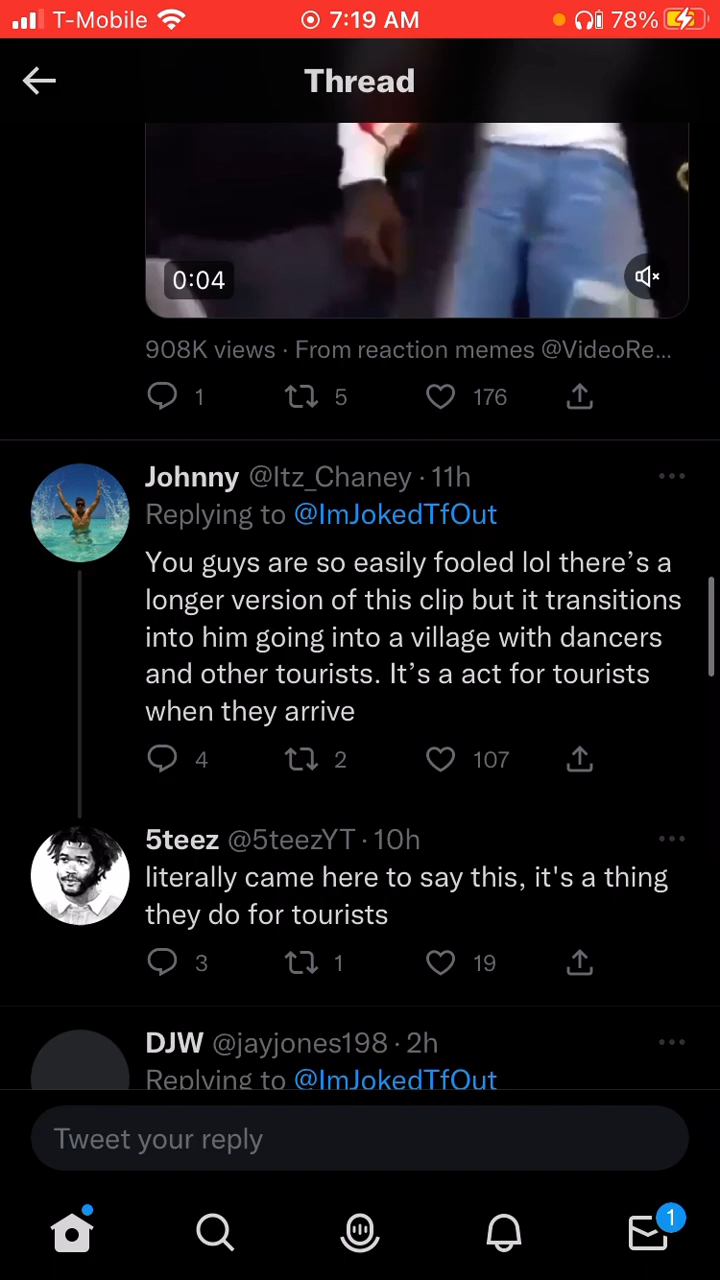 T-Mobile 7:19 AM 78%
Thread
0:04
908K views · From reaction memes @VideoRe...
1 5 176
Johnny @Itz_Chaney · 11h
Replying to @ImJokedTfOut
You guys are so easily fooled lol there’s a
longer version of this clip but it transitions
into him going into a village with dancers
and other tourists. It’s a act for tourists
when they arrive
4 2 107
5teez @5teezYT · 10h
literally came here to say this, it's a thing
they do for tourists
3 1 19
DJW @jayjones198 · 2h
Replying to @ImJokedTfOut
Tweet your reply
1